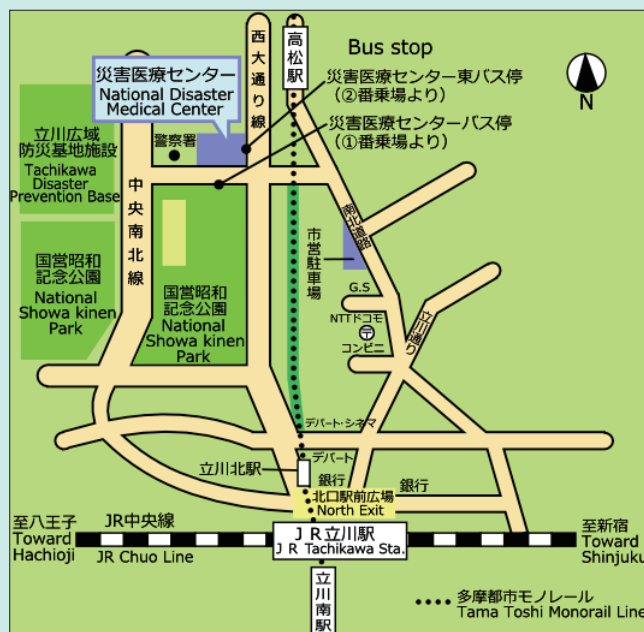 西大通り線
高松駅
Bus stop
災害医療センター
National Disaster
Medical Center
災害医療センター東バス停
(②番乗場より)
災害医療センターバス停
(①番乗場より)
N
立川広域
防災基地施設
Tachikawa
Disaster
Prevention Base
警察署
中央南北線
南北道路
市営駐車場
国営昭和
記念公園
National
Showa kinen
Park
国営昭和
記念公園
National
Showa kinen
Park
G.S
NTTドコモ
〒
コンビニ
立川通り
デパート・シネマ
デパート
立川北駅
銀行
銀行
北口駅前広場
North Exit
至八王子
Toward
Hachioji
JR中央線
JR Chuo Line
JR立川駅
JR Tachikawa Sta.
至新宿
Toward
Shinjuku
立川南駅
多摩都市モノレール
Tama Toshi Monorail Line